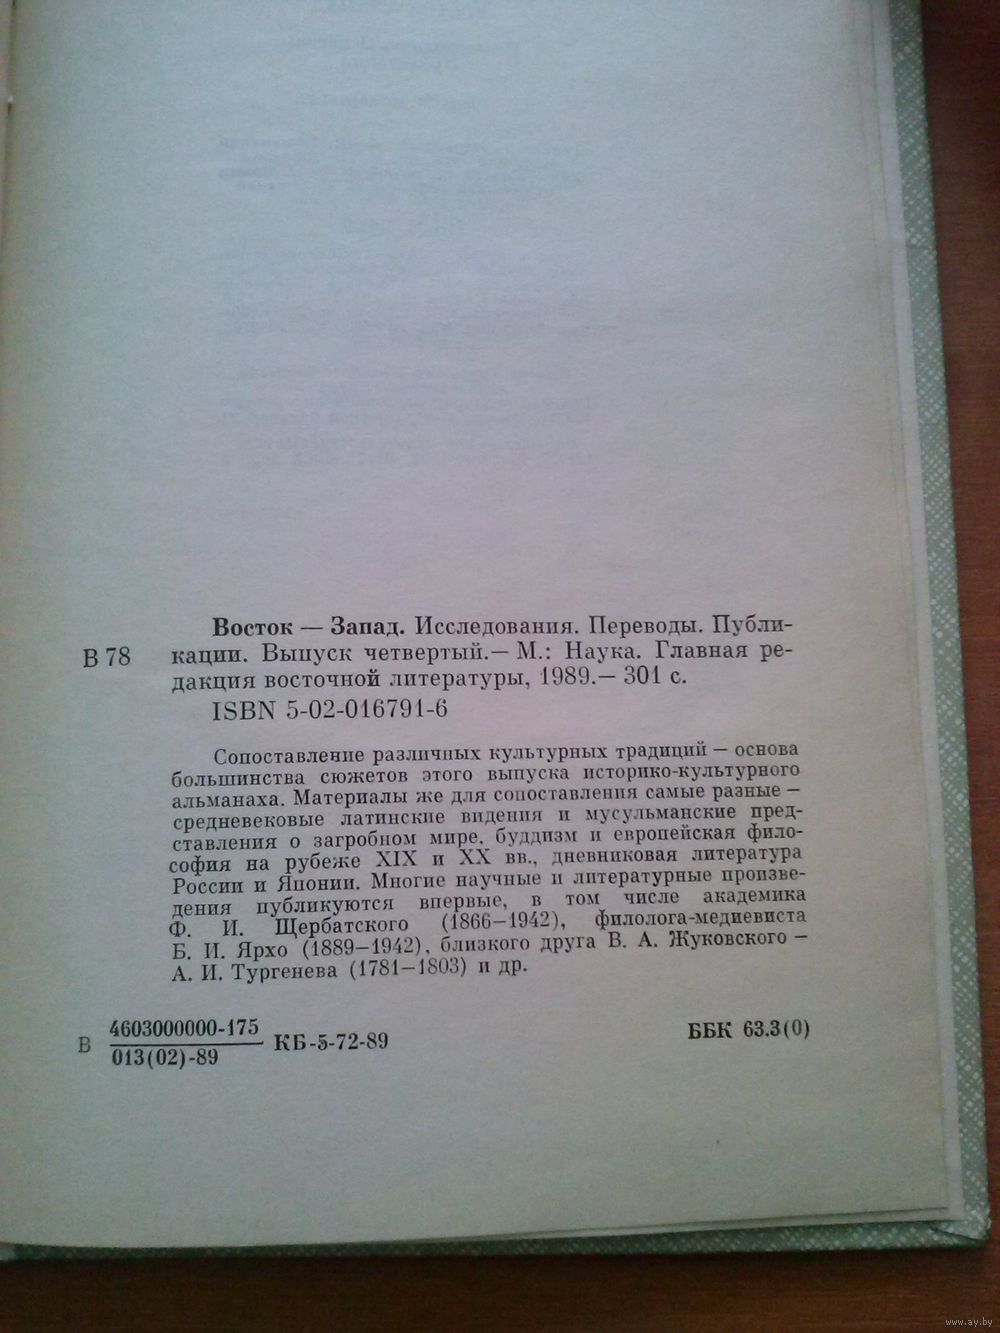 Восток — Запад. Исследования. Переводы. Публи-
В 78 кации. Выпуск четвертый.— М.: Наука. Главная ре-
дакция восточной литературы, 1989.— 301 с.
ISBN 5-02-016791-6
Сопоставление различных культурных традиций — основа
большинства сюжетов этого выпуска историко-культурного
альманаха. Материалы же для сопоставления самые разные —
средневековые латинские видения и мусульманские пред-
ставления о загробном мире, буддизм и европейская фило-
софия на рубеже XIX и XX вв., дневниковая литература
России и Японии. Многие научные и литературные произве-
дения публикуются впервые, в том числе академика
Ф. И. Щербатского (1866—1942), филолога-медиевиста
Б. И. Ярхо (1889—1942), близкого друга В. А. Жуковского —
А. И. Тургенева (1781—1803) и др.
В 4603000000-175
013(02)-89 КБ-5-72-89 ББК 63.3(0)
www.ay.by